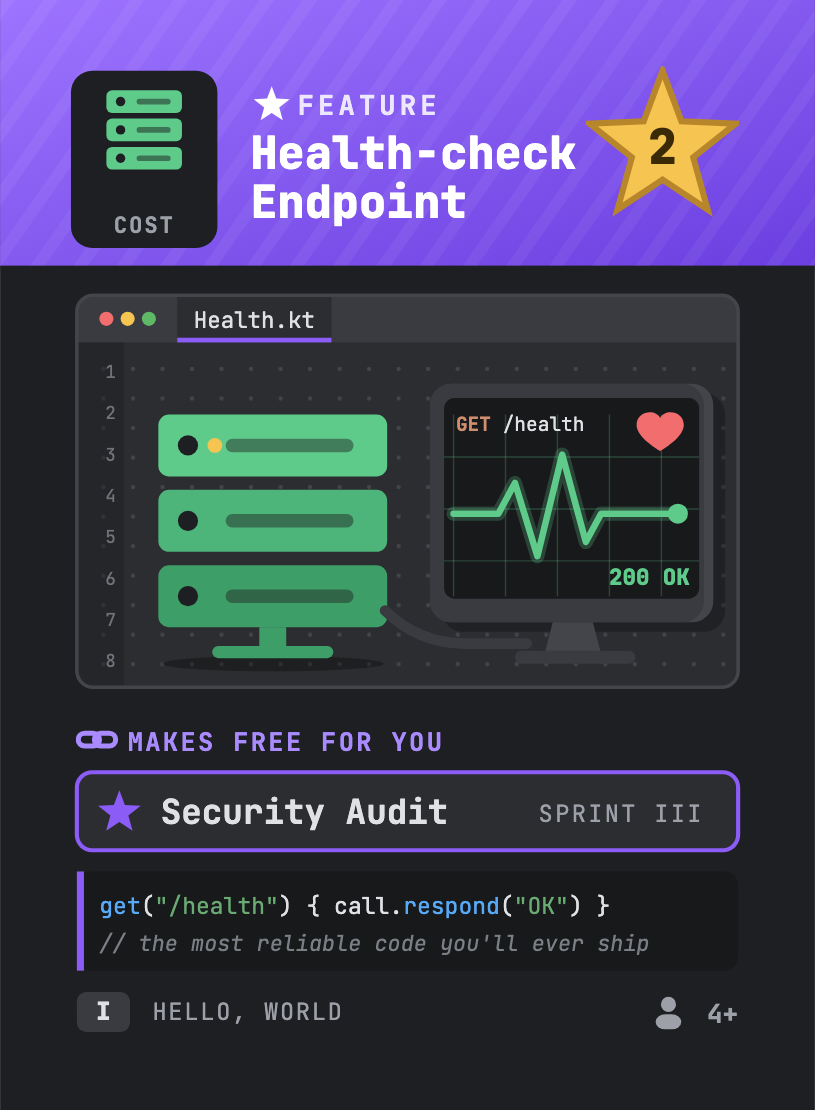 COST
FEATURE
Health-check
Endpoint
2
Health.kt
1
2
3
4
5
6
7
8
GET /health
200 OK
MAKES FREE FOR YOU
Security Audit
SPRINT III
get("/health") { call.respond("OK") }
// the most reliable code you'll ever ship
I
HELLO, WORLD
4+